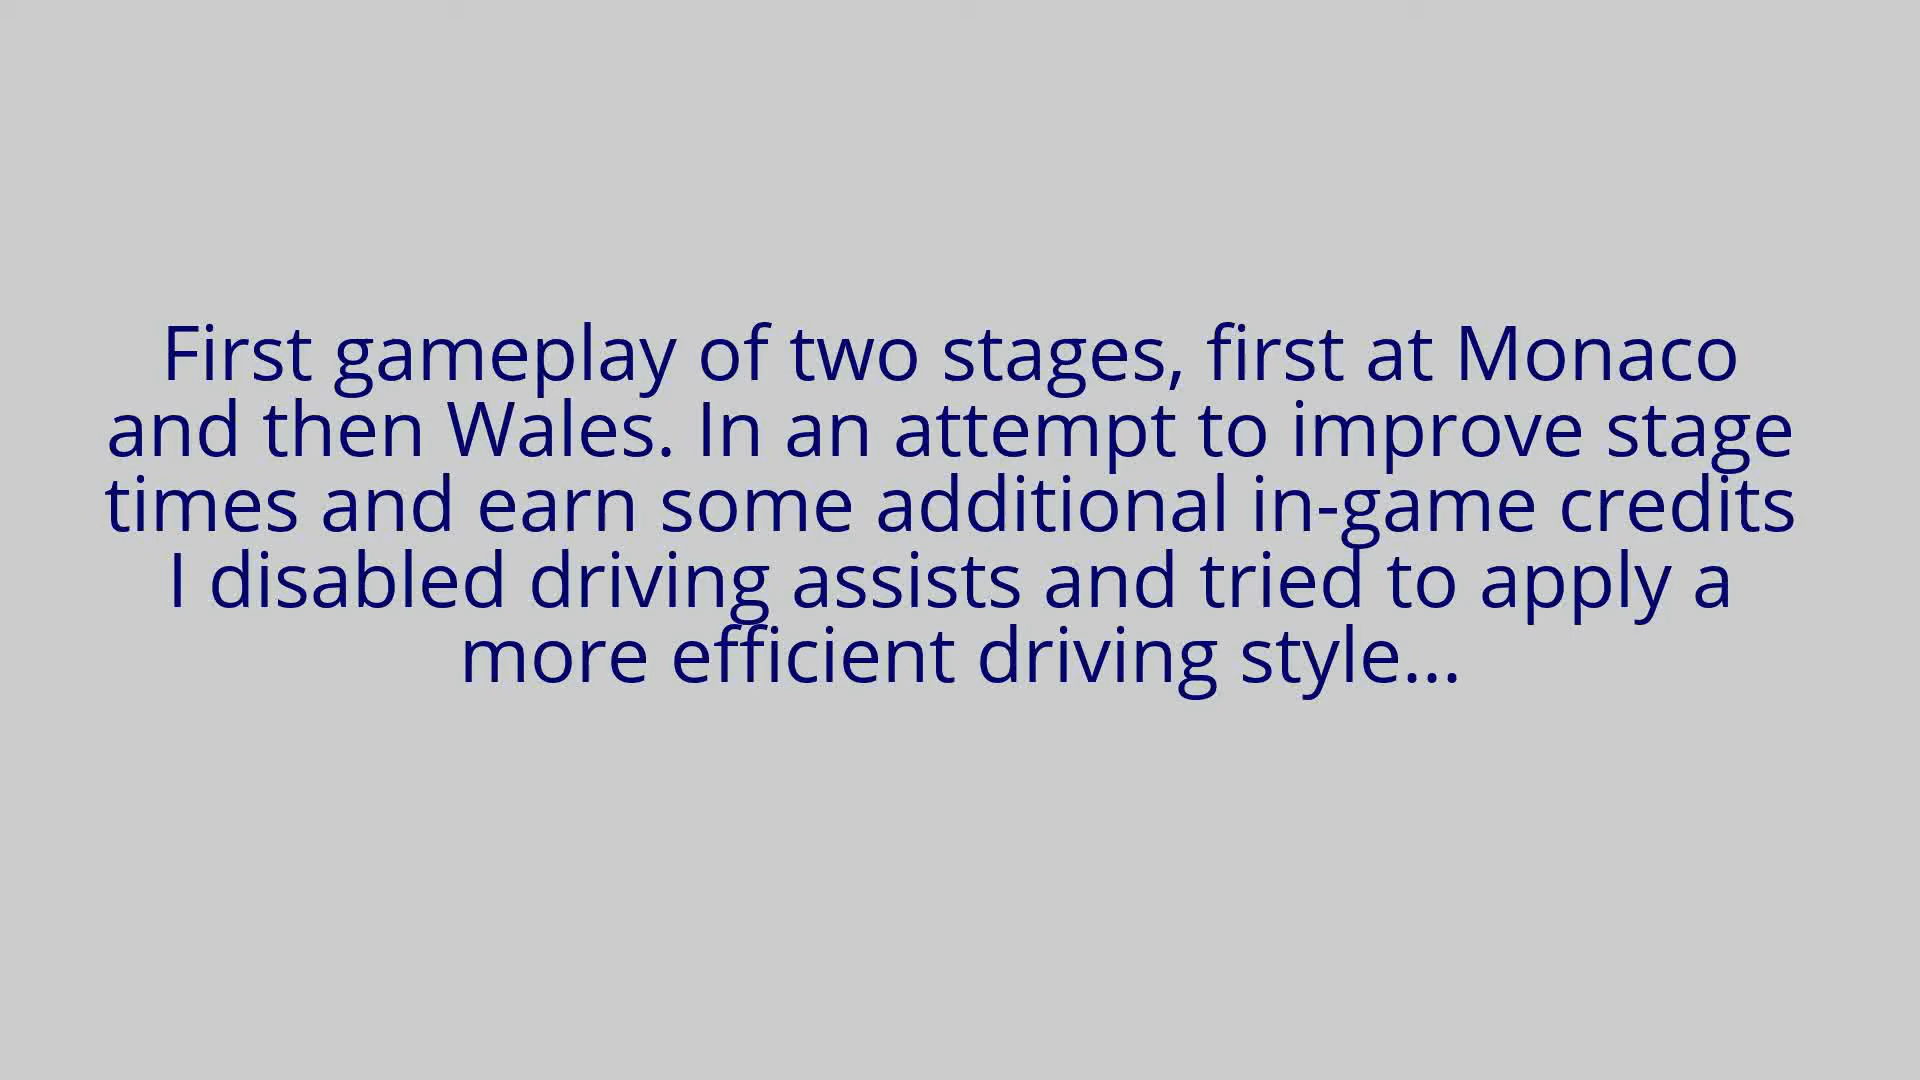 First gameplay of two stages, first at Monaco
and then Wales. In an attempt to improve stage
times and earn some additional in-game credits
I disabled driving assists and tried to apply a
more efficient driving style...